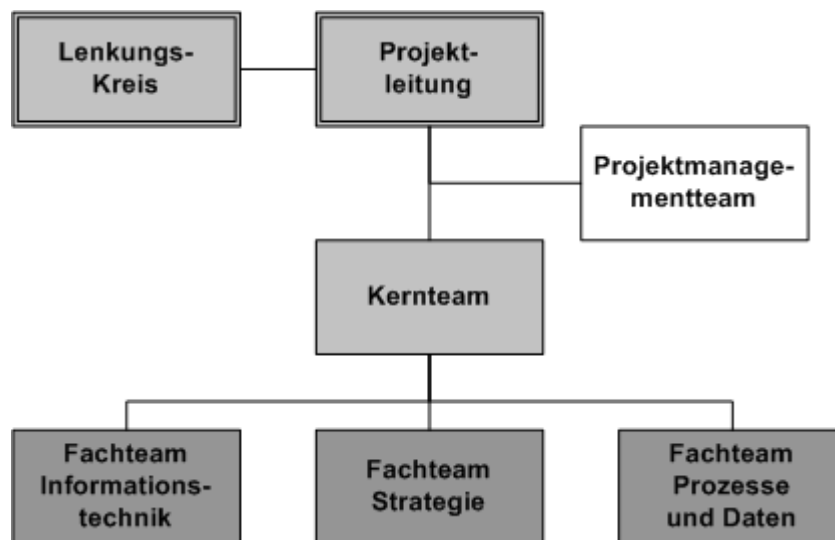 Lenkungs-
Kreis
Projekt-
leitung
Projektmanage-
mentteam
Kernteam
Fachteam
Informations-
technik
Fachteam
Strategie
Fachteam
Prozesse
und Daten